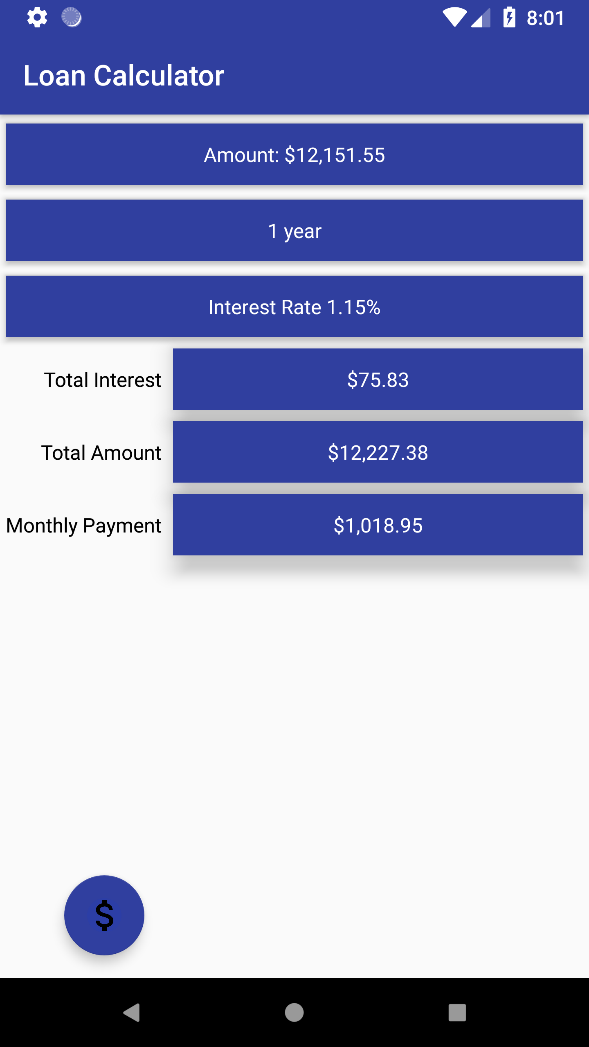 8:01
Loan Calculator
Amount: $12,151.55
1 year
Interest Rate 1.15%
Total Interest $75.83
Total Amount $12,227.38
Monthly Payment $1,018.95
$